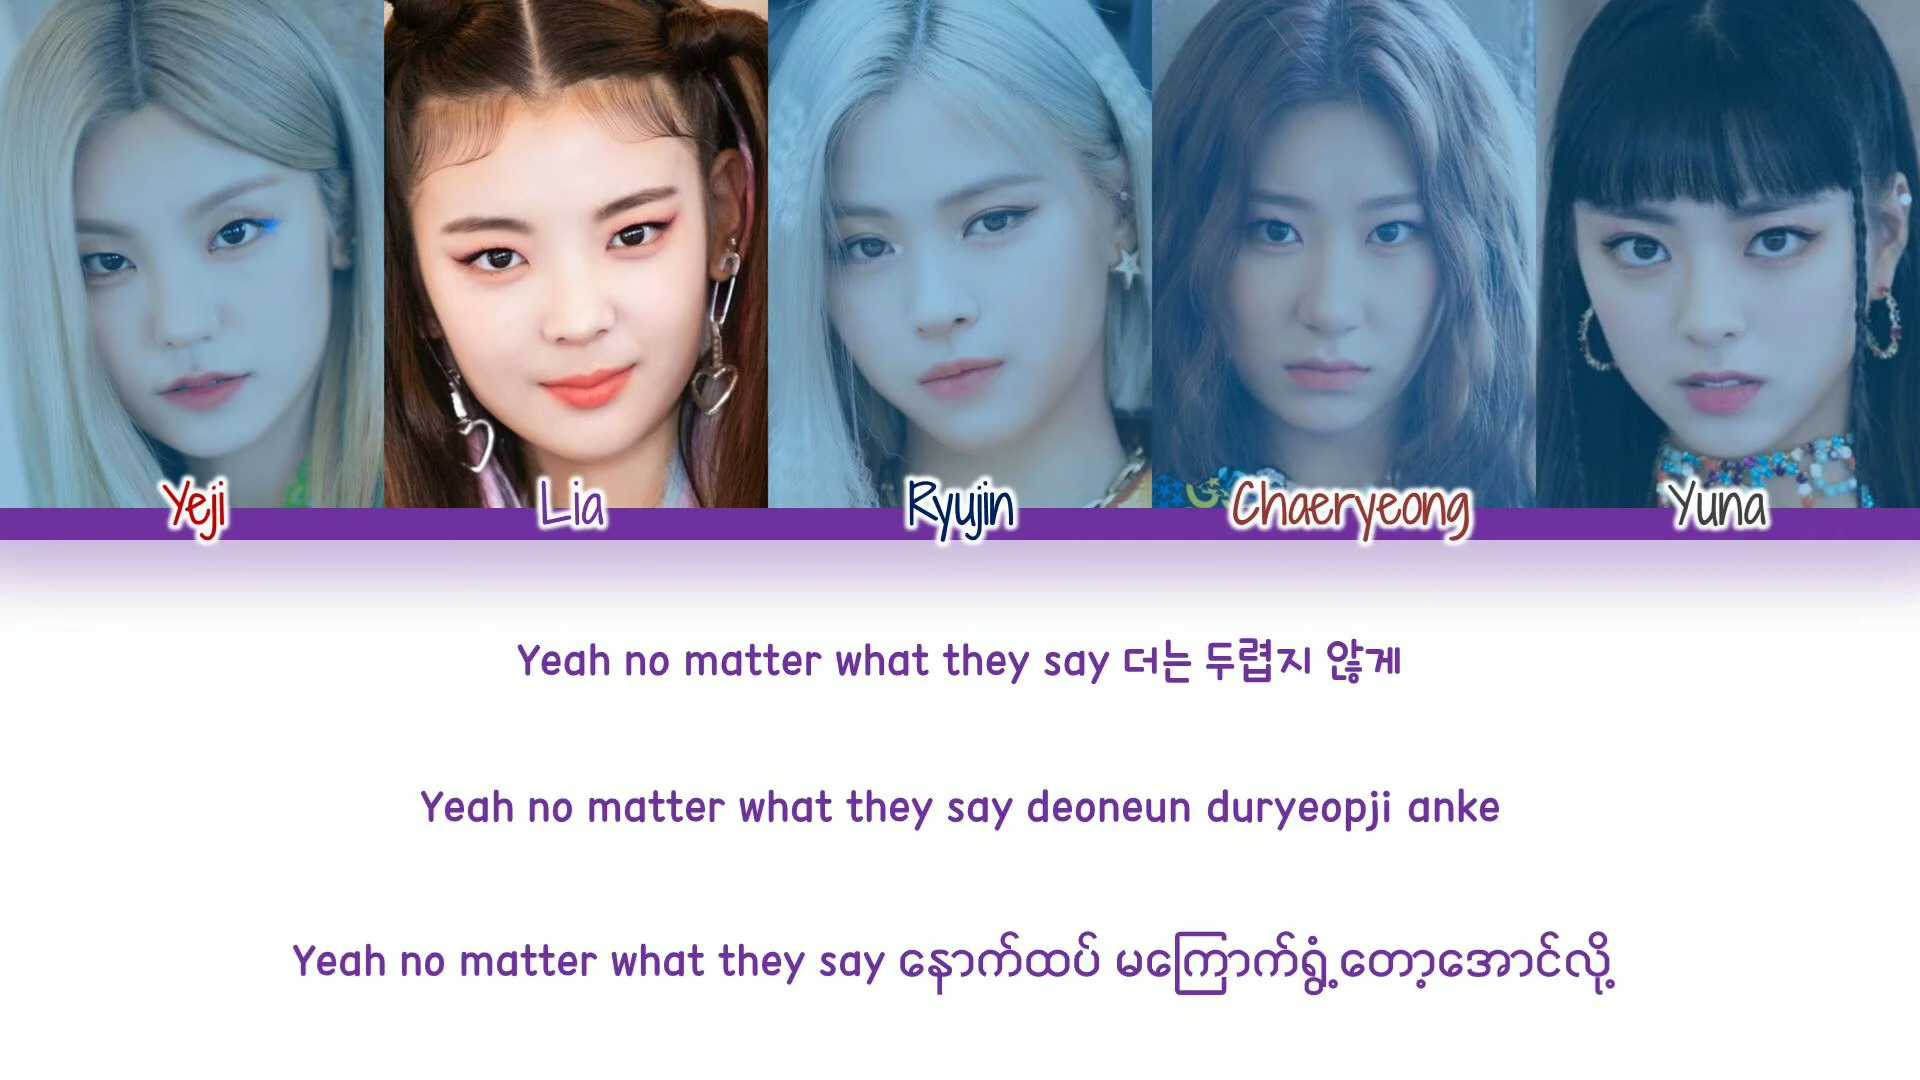 Yeji
Lia
Ryujin
Chaeryeong
Yuna
Yeah no matter what they say 더는 두렵지 않게
Yeah no matter what they say deoneun duryeopji anke
Yeah no matter what they say နောက်ထပ် မကြောက်ရွံ့တော့အောင်လို့